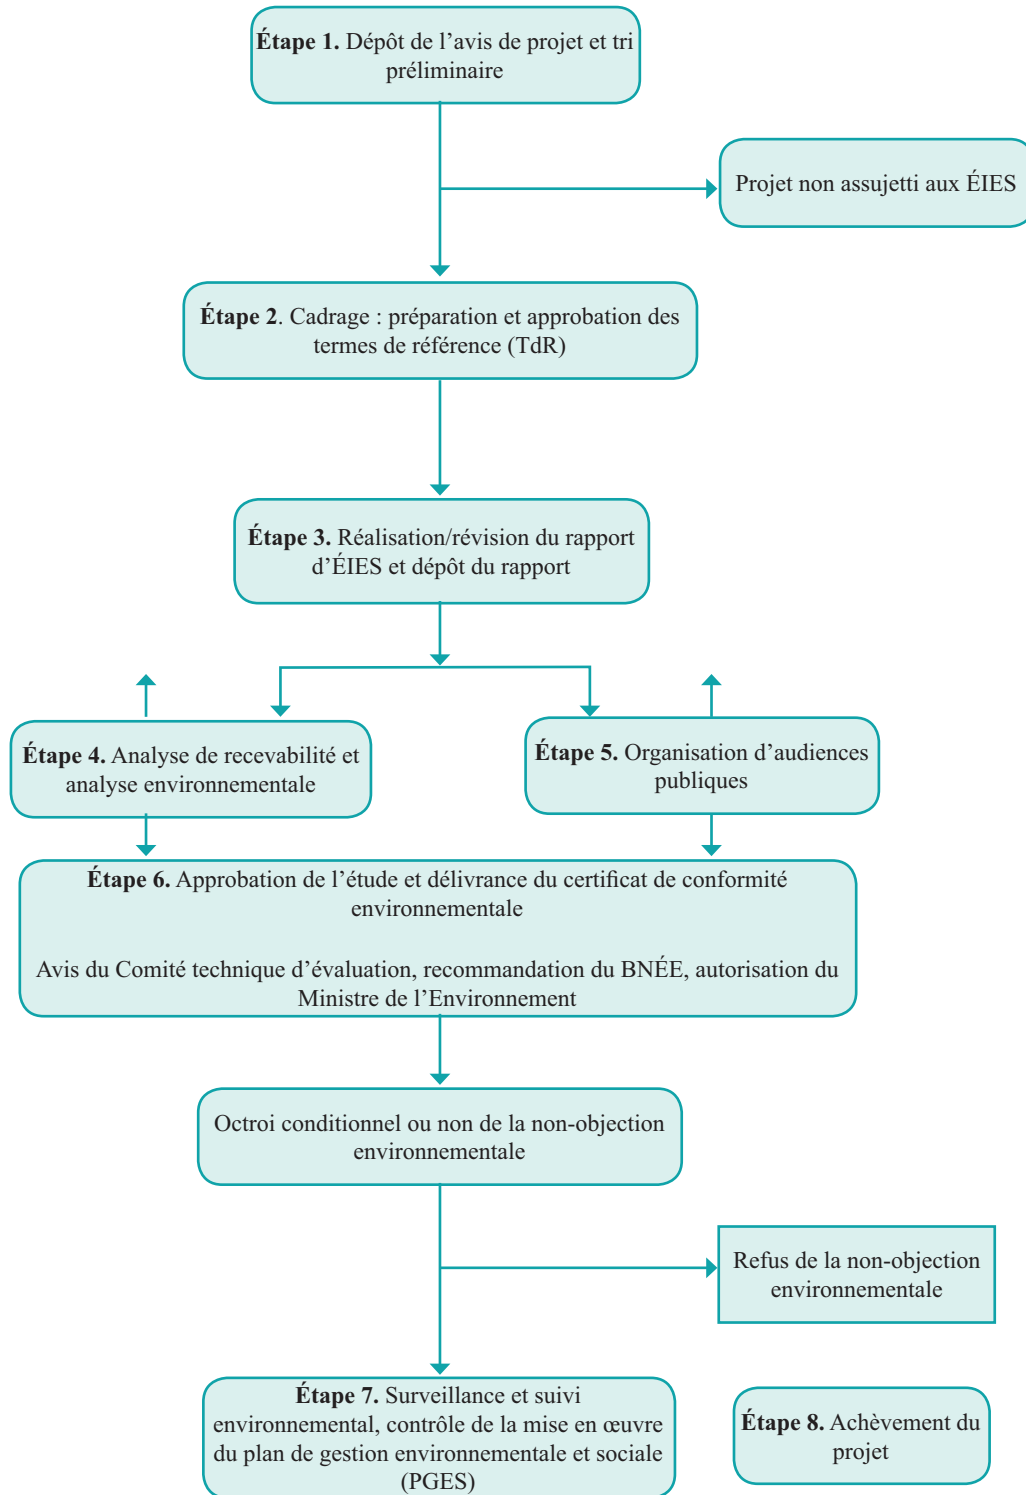 Étape 1. Dépôt de l’avis de projet et tri
préliminaire
Projet non assujetti aux ÉIES
Étape 2. Cadrage : préparation et approbation des
termes de référence (TdR)
Étape 3. Réalisation/révision du rapport
d’ÉIES et dépôt du rapport
Étape 4. Analyse de recevabilité et
analyse environnementale
Étape 5. Organisation d’audiences
publiques
Étape 6. Approbation de l’étude et délivrance du certificat de conformité
environnementale
Avis du Comité technique d’évaluation, recommandation du BNÉE, autorisation du
Ministre de l’Environnement
Octroi conditionnel ou non de la non-objection
environnementale
Refus de la non-objection
environnementale
Étape 7. Surveillance et suivi
environnemental, contrôle de la mise en œuvre
du plan de gestion environnementale et sociale
(PGES)
Étape 8. Achèvement du
projet